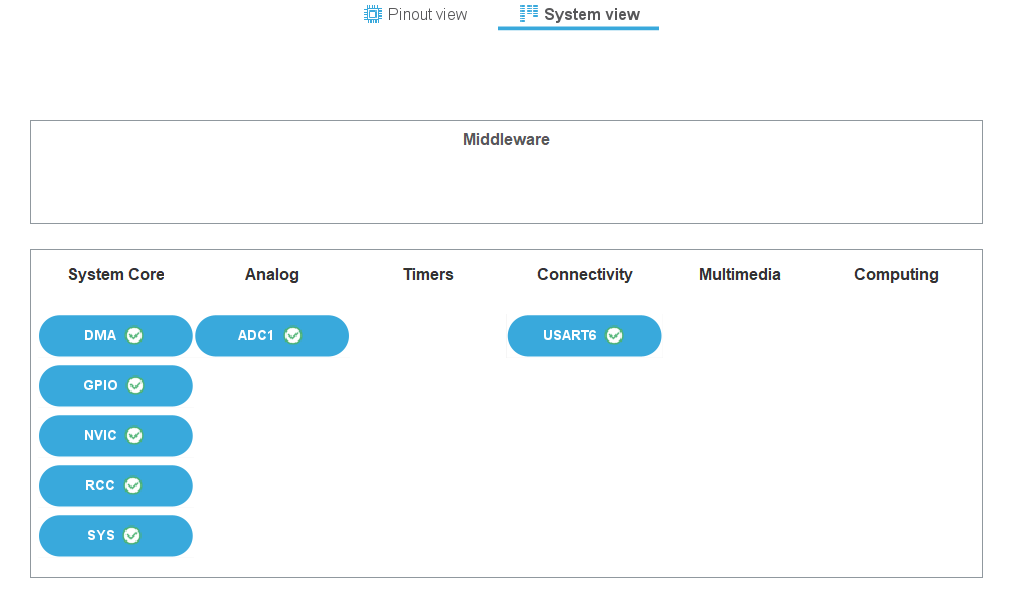 Pinout view
System view
Middleware
System Core
Analog
Timers
Connectivity
Multimedia
Computing
DMA
ADC1
USART6
GPIO
NVIC
RCC
SYS